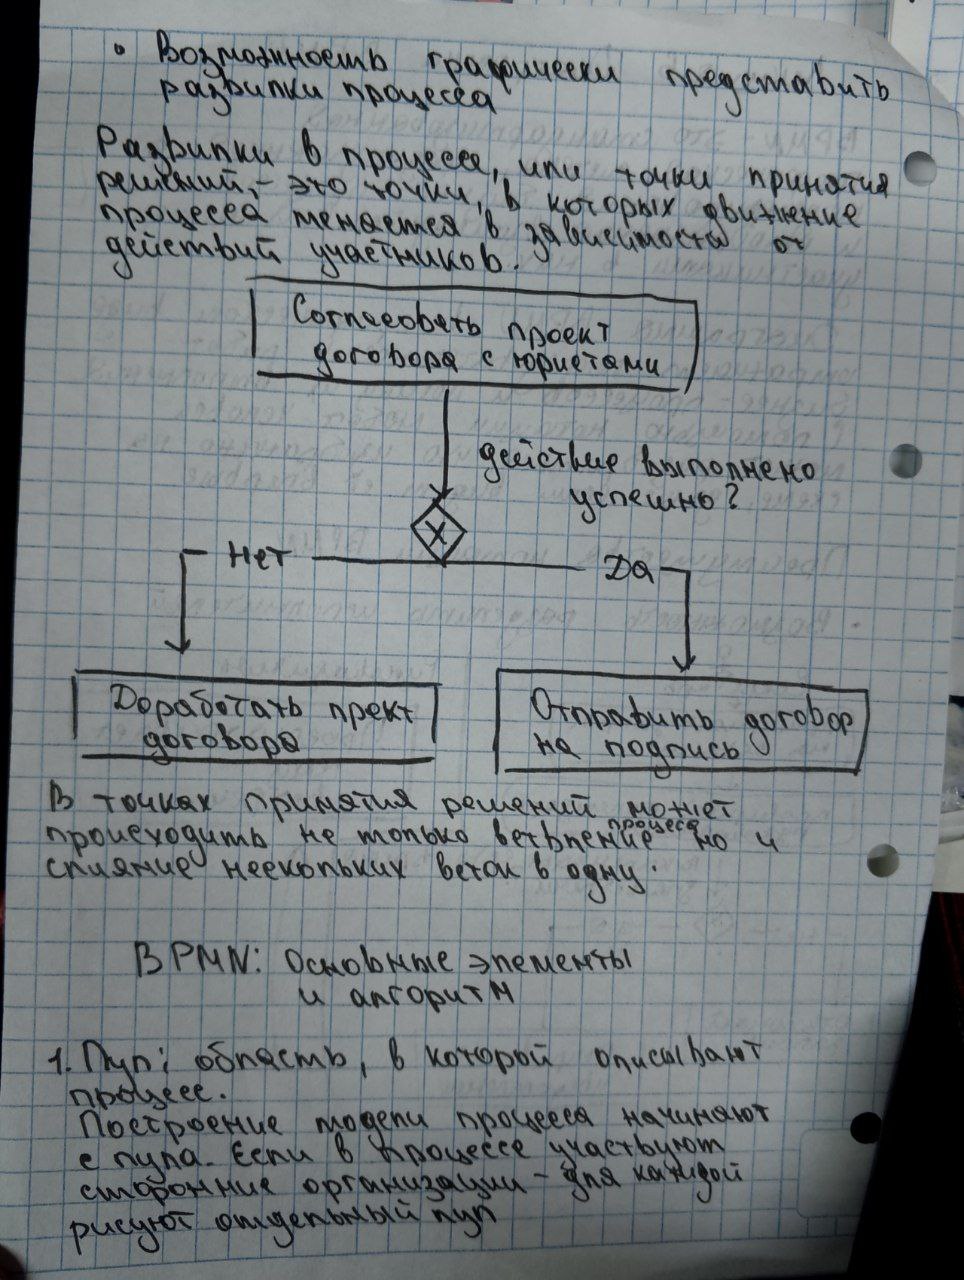 • Возможность графически представить
развилки процесса
Развилки в процессе, или точки принятия
решений, – это точки, в которых движение
процесса меняется в зависимости от
действий участников.
Согласовать проект
договора с юристами
действие выполнено
успешно?
X
Нет
Да
Доработать прект
договора
Отправить договор
на подпись
В точках принятия решений может
происходить не только ветвление процесса но и
слияние нескольких веток в одну.
BPMN: Основные элементы
и алгоритм
1. Пул: область, в которой описывают
процесс.
Построение модели процесса начинают
с пула. Если в процессе участвуют
сторонние организации – для каждой
рисуют отдельный пул